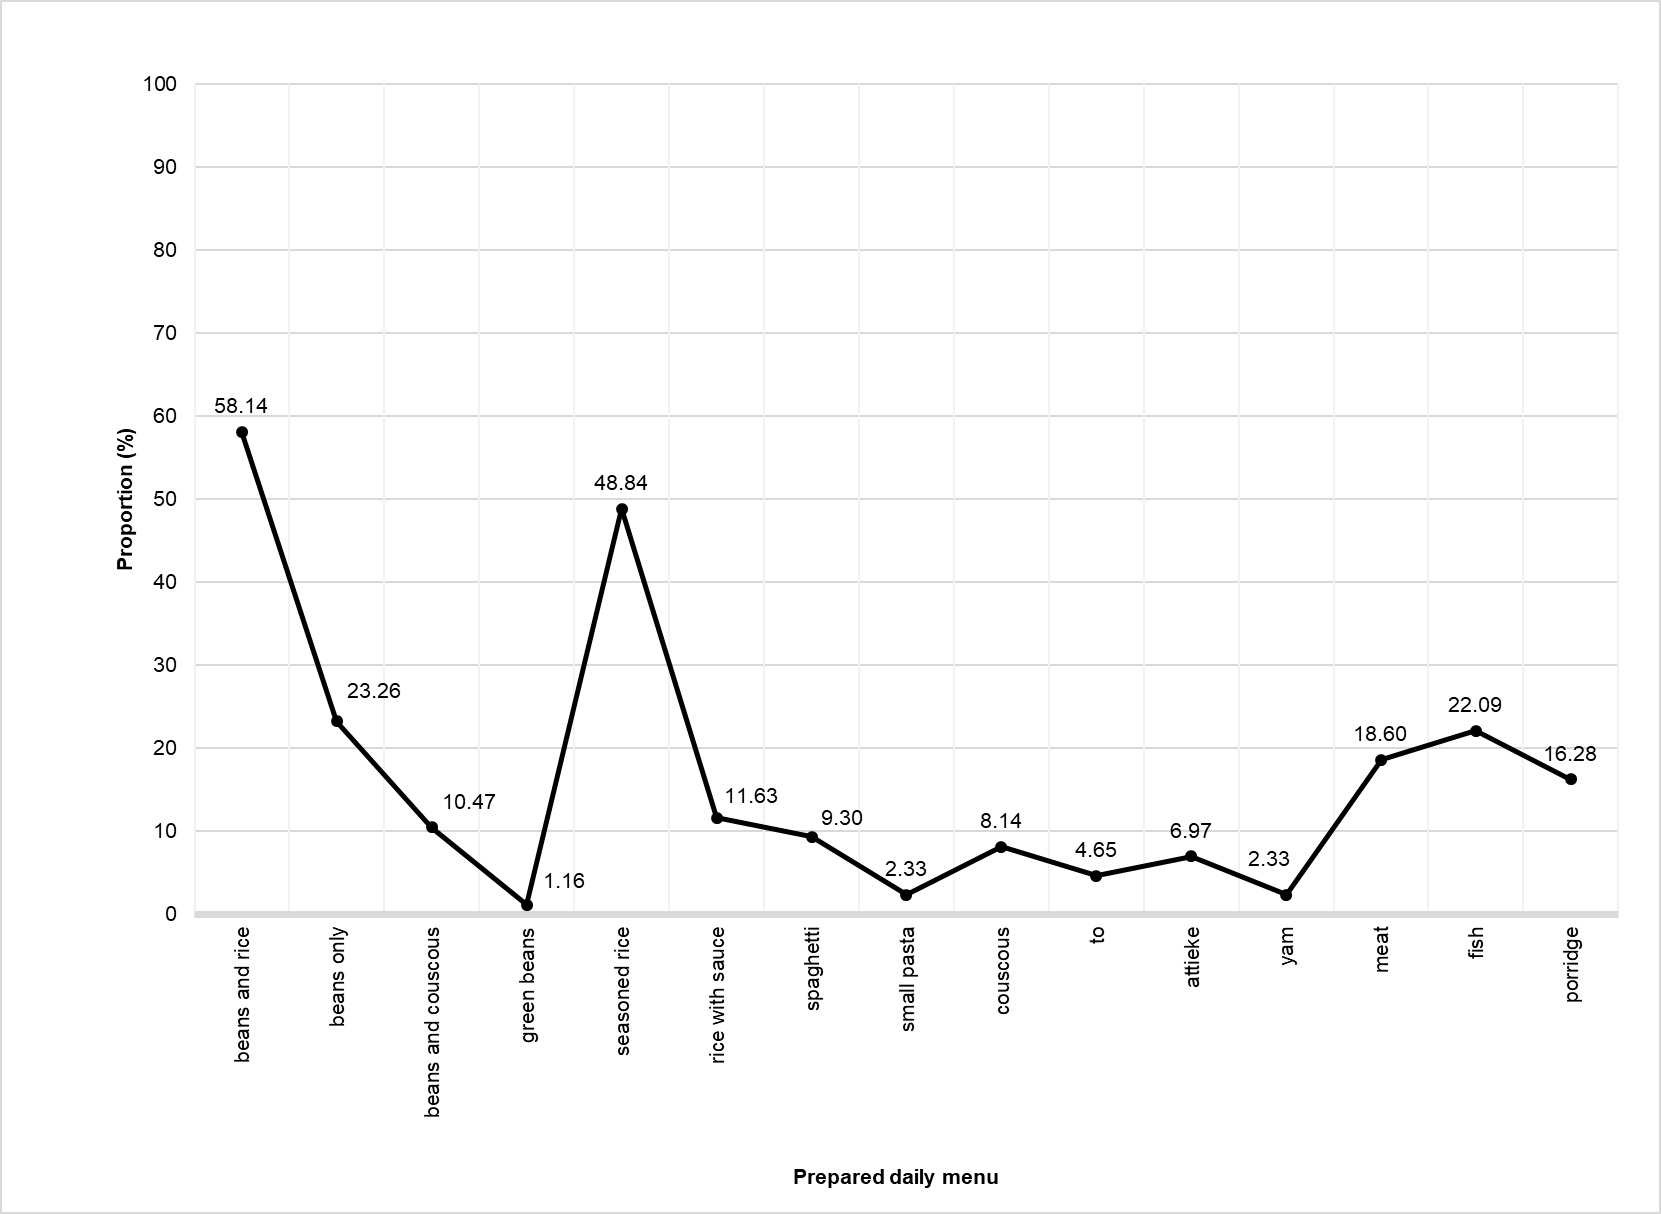 100
90
80
70
60
50
40
30
20
10
0
Proportion (%)
58.14
23.26
10.47
1.16
48.84
11.63
9.30
2.33
8.14
4.65
6.97
2.33
18.60
22.09
16.28
beans and rice
beans only
beans and couscous
green beans
seasoned rice
rice with sauce
spaghetti
small pasta
couscous
to
attieke
yam
meat
fish
porridge
Prepared daily menu